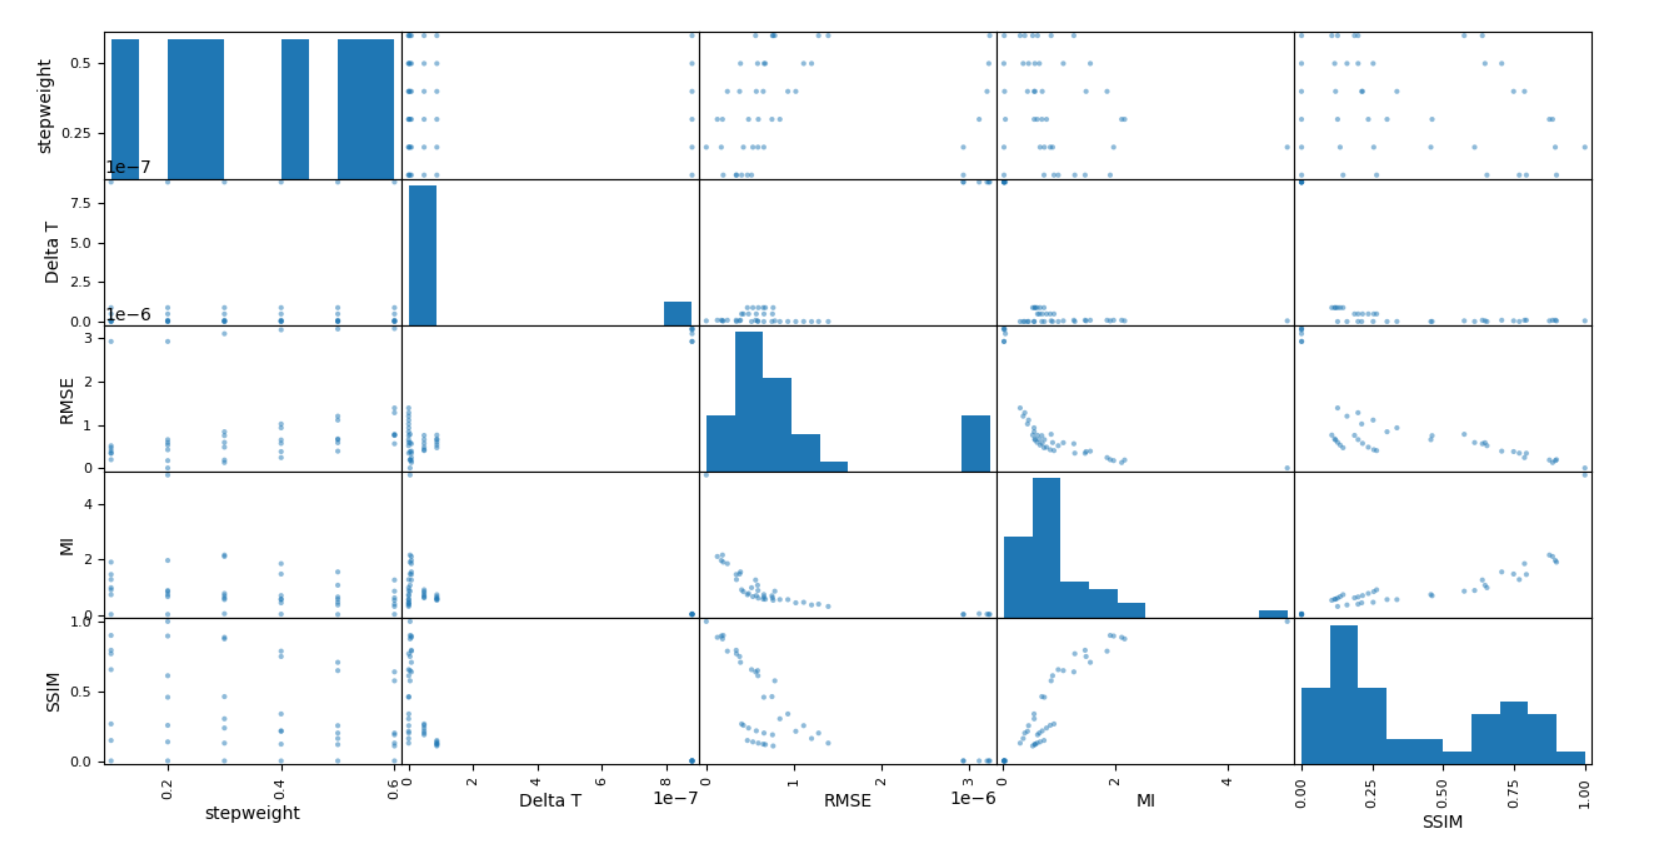 stepweight
0.5
0.25
1e−7
Delta T
7.5
5.0
2.5
0.0
1e−6
RMSE
3
2
1
0
MI
4
2
0
SSIM
1.0
0.5
0.0
0.2 0.4 0.6 0 2 4 6 8 0 1 2 3 0 2 4 0.00 0.25 0.50 0.75 1.00
1e−7 1e−6
stepweight Delta T RMSE MI SSIM